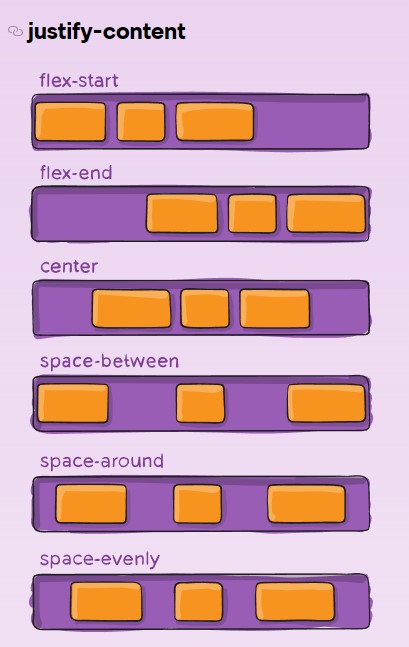 justify-content
flex-start
flex-end
center
space-between
space-around
space-evenly